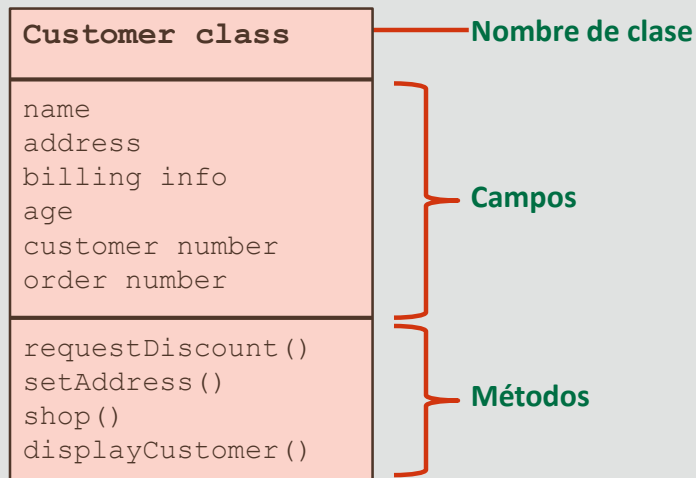 Customer class
Nombre de clase
name
address
billing info
age
customer number
order number
Campos
requestDiscount()
setAddress()
shop()
displayCustomer()
Métodos